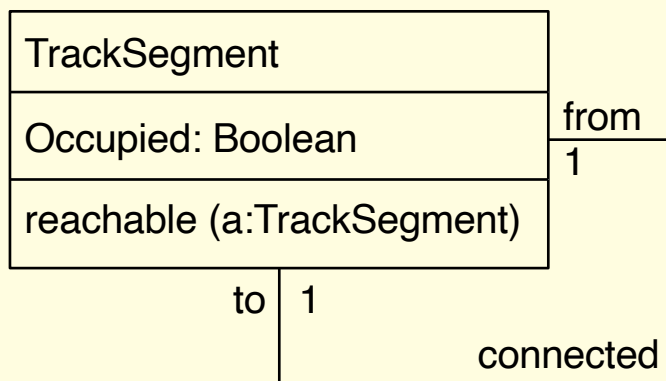 TrackSegment
Occupied: Boolean
from
1
reachable (a:TrackSegment)
to 1
connected